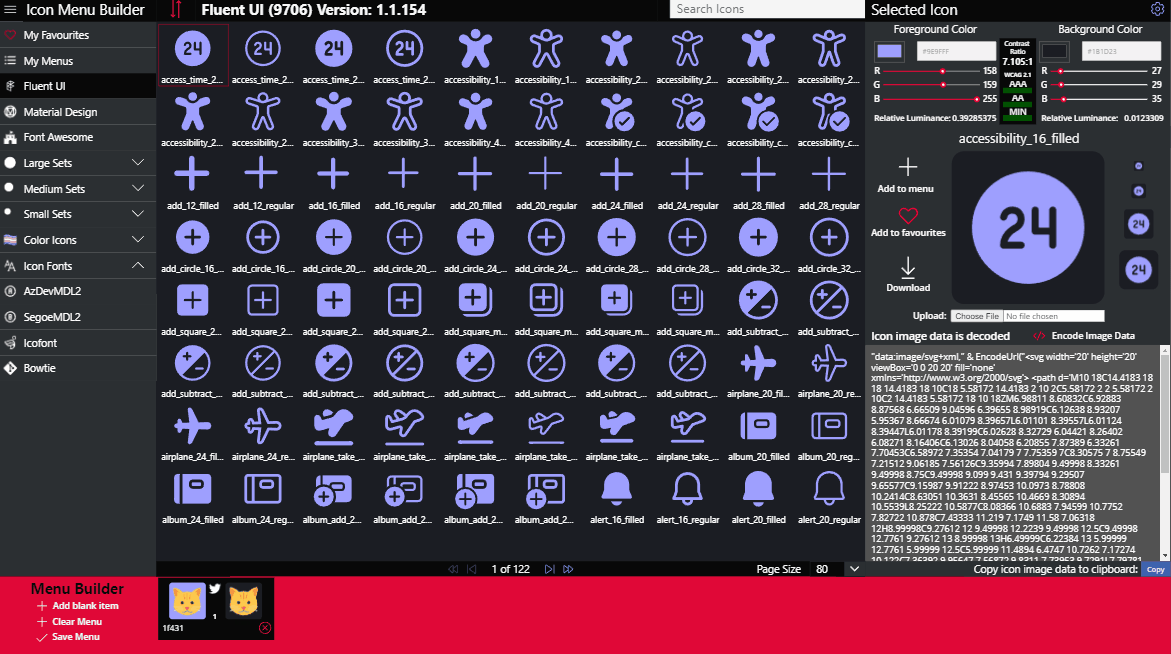 Icon Menu Builder
Fluent UI (9706) Version: 1.1.154
Search Icons
Selected Icon
My Favourites
My Menus
Fluent UI
Material Design
Font Awesome
Large Sets
Medium Sets
Small Sets
Color Icons
Icon Fonts
AzDevMDL2
SegoeMDL2
Icofont
Bowtie
24 24 24 24
access_time_2... access_time_2... access_time_2... access_time_2... accessibility_1... accessibility_1... accessibility_2... accessibility_2... accessibility_2... accessibility_2...
accessibility_2... accessibility_2... accessibility_3... accessibility_3... accessibility_4... accessibility_4... accessibility_c... accessibility_c... accessibility_c... accessibility_c...
add_12_filled add_12_regular add_16_filled add_16_regular add_20_filled add_20_regular add_24_filled add_24_regular add_28_filled add_28_regular
add_circle_16_... add_circle_16_... add_circle_20_... add_circle_20_... add_circle_24_... add_circle_24_... add_circle_28_... add_circle_28_... add_circle_32_... add_circle_32_...
add_square_2... add_square_2... add_square_2... add_square_2... add_square_m... add_square_m... add_square_m... add_square_m... add_subtract_... add_subtract_...
add_subtract_... add_subtract_... add_subtract_... add_subtract_... add_subtract_... add_subtract_... add_subtract_... add_subtract_... airplane_20_fil... airplane_20_re...
airplane_24_fil... airplane_24_re... airplane_take_... airplane_take_... airplane_take_... airplane_take_... airplane_take_... airplane_take_... album_20_filled album_20_reg...
album_24_filled album_24_reg... album_add_2... album_add_2... album_add_2... album_add_2... alert_16_filled alert_16_regular alert_20_filled alert_20_regular
1 of 122
Page Size 80
Foreground Color
#9E9FFF
R 158
G 159
B 255
Relative Luminance: 0.39285375
Contrast
Ratio
7.105:1
WCAG 2.1
AAA
AA
MIN
Background Color
#1B1D23
R 27
G 29
B 35
Relative Luminance: 0.0123309
accessibility_16_filled
Add to menu
Add to favourites
Download
24
24
24
Upload: Choose File No file chosen
Icon image data is decoded
Encode Image Data
"data:image/svg+xml," & EncodeUrl("<svg width='20' height='20'
viewBox='0 0 20 20' fill='none'
xmlns='http://www.w3.org/2000/svg'> <path d='M10 18C14.4183 18
18 14.4183 18 10C18 5.58172 14.4183 2 10 2C5.58172 2 2 5.58172 2
10C2 14.4183 5.58172 18 10 18ZM6.98811 8.60832C6.92883
8.87568 6.66509 9.04596 6.39655 8.98919C6.12638 8.93207
5.95367 8.66674 6.01079 8.39657L6.01101 8.39557L6.01124
8.39447L6.01178 8.39199C6.02628 8.32729 6.04421 8.26402
6.08271 8.16406C6.13026 8.04058 6.20855 7.87389 6.33261
7.70453C6.58972 7.35354 7.04179 7 7.75359 7C8.30575 7 8.75549
7.21512 9.06185 7.56126C9.35994 7.89804 9.49998 8.33261
9.49998 8.75C9.49998 9.099 9.431 9.39794 9.29507
9.65577C9.15987 9.91222 8.97453 10.0973 8.78808
10.2414C8.63051 10.3631 8.45565 10.4669 8.30894
10.5539L8.25222 10.5877C8.08366 10.6883 7.94599 10.7752
7.82722 10.878C7.43333 11.219 7.1749 11.58 7.06318
12H8.99998C9.27612 12 9.49998 12.2239 9.49998 12.5C9.49998
12.7761 9.27612 13 8.99998 13H6.49999C6.22384 13 5.99999
12.7761 5.99999 12.5C5.99999 11.4894 6.4747 10.7262 7.17274
Copy icon image data to clipboard: Copy
Menu Builder
Add blank item
Clear Menu
Save Menu
1
1f431